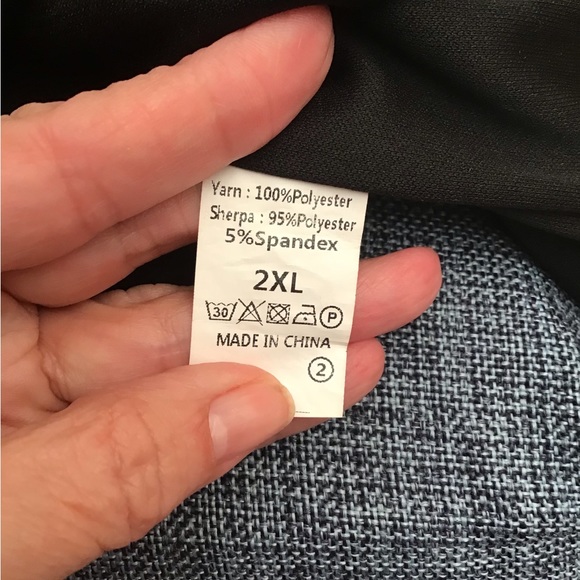 Yarn : 100%Polyester
Sherpa : 95%Polyester
5%Spandex
2XL
30 P
MADE IN CHINA
2